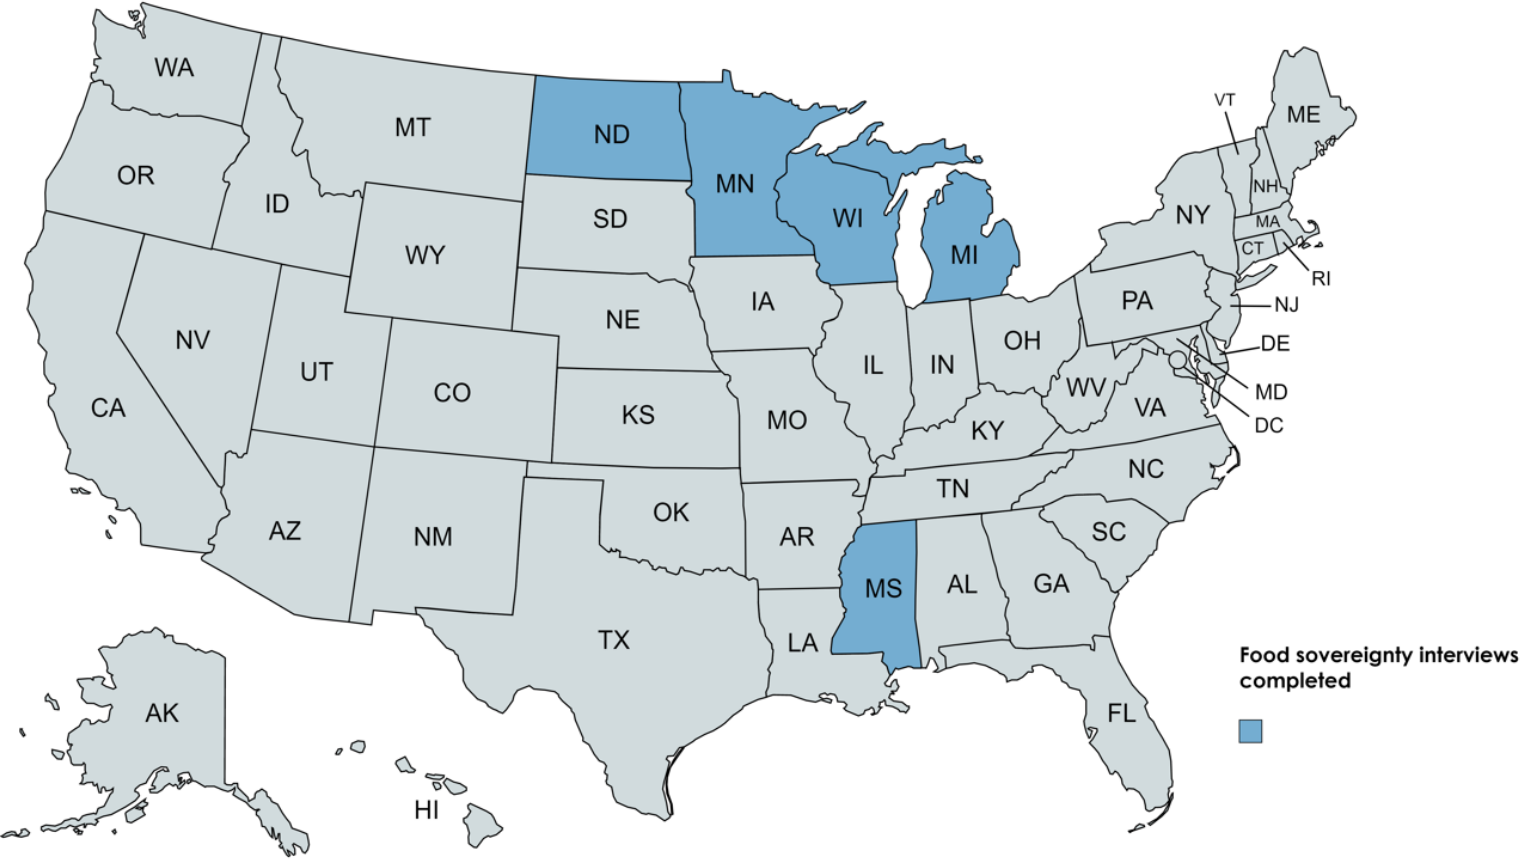 WA
MT
ND
MN
OR
ID
WY
SD
WI
MI
VT
ME
NH
NY
MA
CT
RI
NV
UT
CO
NE
IA
IL
IN
OH
PA
NJ
DE
MD
DC
CA
KS
MO
KY
WV
VA
AZ
NM
OK
AR
TN
NC
SC
TX
LA
MS
AL
GA
FL
AK
HI
Food sovereignty interviews
completed